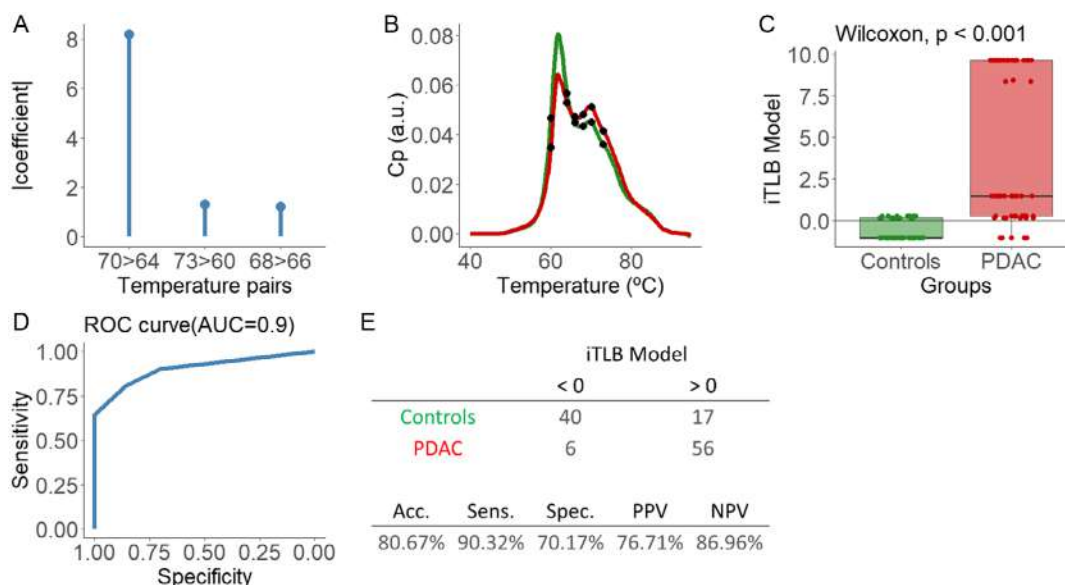 A
|coefficient|
8
6
4
2
0
70>64 73>60 68>66
Temperature pairs
B
Cp (a.u.)
0.08
0.06
0.04
0.02
0.00
40 60 80
Temperature (ºC)
C
Wilcoxon, p < 0.001
iTLB Model
10.0
7.5
5.0
2.5
0.0
Controls PDAC
Groups
D
ROC curve(AUC=0.9)
Sensitivity
1.00
0.75
0.50
0.25
0.00
1.00 0.75 0.50 0.25 0.00
Specificity
E
iTLB Model
< 0 > 0
Controls 40 17
PDAC 6 56
Acc. Sens. Spec. PPV NPV
80.67% 90.32% 70.17% 76.71% 86.96%